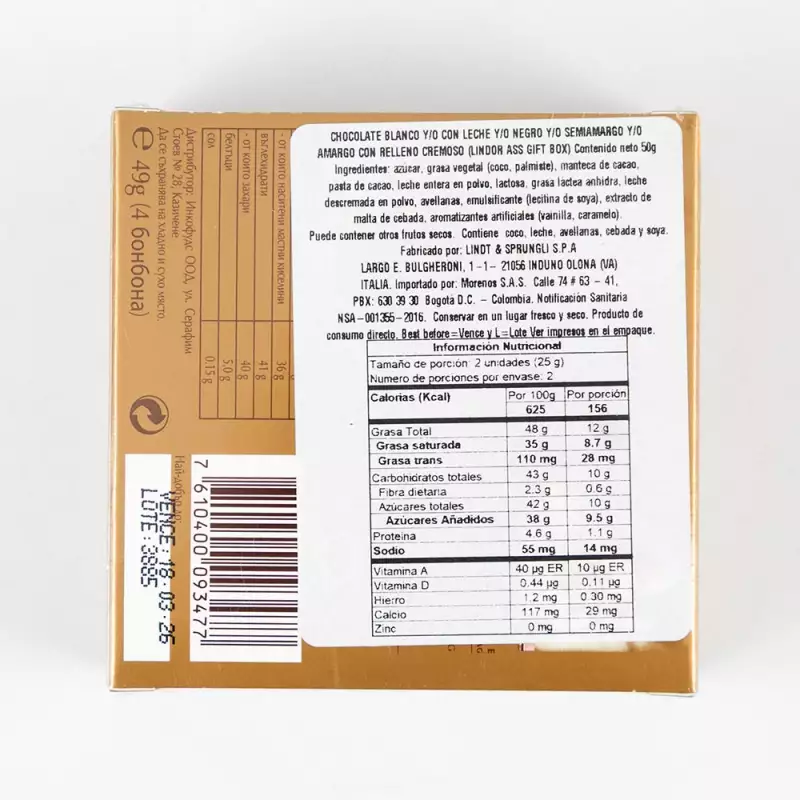 CHOCOLATE BLANCO Y/O CON LECHE Y/O NEGRO Y/O SEMIAMARGO Y/O
AMARGO CON RELLENO CREMOSO (LINDOR ASS GIFT BOX) Contenido neto 50g
Ingredientes: azucar, grasa vegetal (coco, palmiste), manteca de cacao,
pasta de cacao, leche entera en polvo, lactosa, grasa láctea anhidra, leche
descremada en polvo, avellanas, emulsificante (lecitina de soya), extracto de
malta de cebada, aromatizantes artificiales (vainilla, caramelo).
Puede contener otros frutos secos. Contiene coco, leche, avellanas, cebada y soya.
Fabricado por: LINDT & SPRUNGLI S.P.A
LARGO E. BULGHERONI, 1 -1- 21056 INDUNO OLONA (VA)
ITALIA. Importado por: Morenos S.A.S. Calle 74 # 63 - 41,
PBX: 630 39 30 Bogotá D.C. - Colombia. Notificación Sanitaria
NSA-001355-2016. Conservar en un lugar fresco y seco. Producto de
consumo directo. Best before=Vence y L=Lote Ver impresos en el empaque.
Información Nutricional
Tamaño de porción: 2 unidades (25 g)
Numero de porciones por envase: 2
Calorías (Kcal) Por 100g Por porción
625 156
Grasa Total 48 g 12 g
Grasa saturada 35 g 8.7 g
Grasa trans 110 mg 28 mg
Carbohidratos totales 43 g 10 g
Fibra dietaria 2.3 g 0.6 g
Azúcares totales 42 g 10 g
Azúcares Añadidos 38 g 9.5 g
Proteina 4.6 g 1.1 g
Sodio 55 mg 14 mg
Vitamina A 40 µg ER 10 µg ER
Vitamina D 0.44 µg 0.11 µg
Hierro 1.2 mg 0.30 mg
Calcio 117 mg 29 mg
Zinc 0 mg 0 mg
- от които наситени мастни киселини 36 g
въглехидрати 41 g
- от които захари 40 g
белтъци 5,0 g
сол 0,15 g
Дистрибутор: Инкофудс ООД, ул. Серафим
Стоев № 28, Казичене
Да се съхранява на хладно и сухо място.
e 49g (4 бонбона)
7 610400 093477
VENCE: 18.03.26
LOTE: 3885